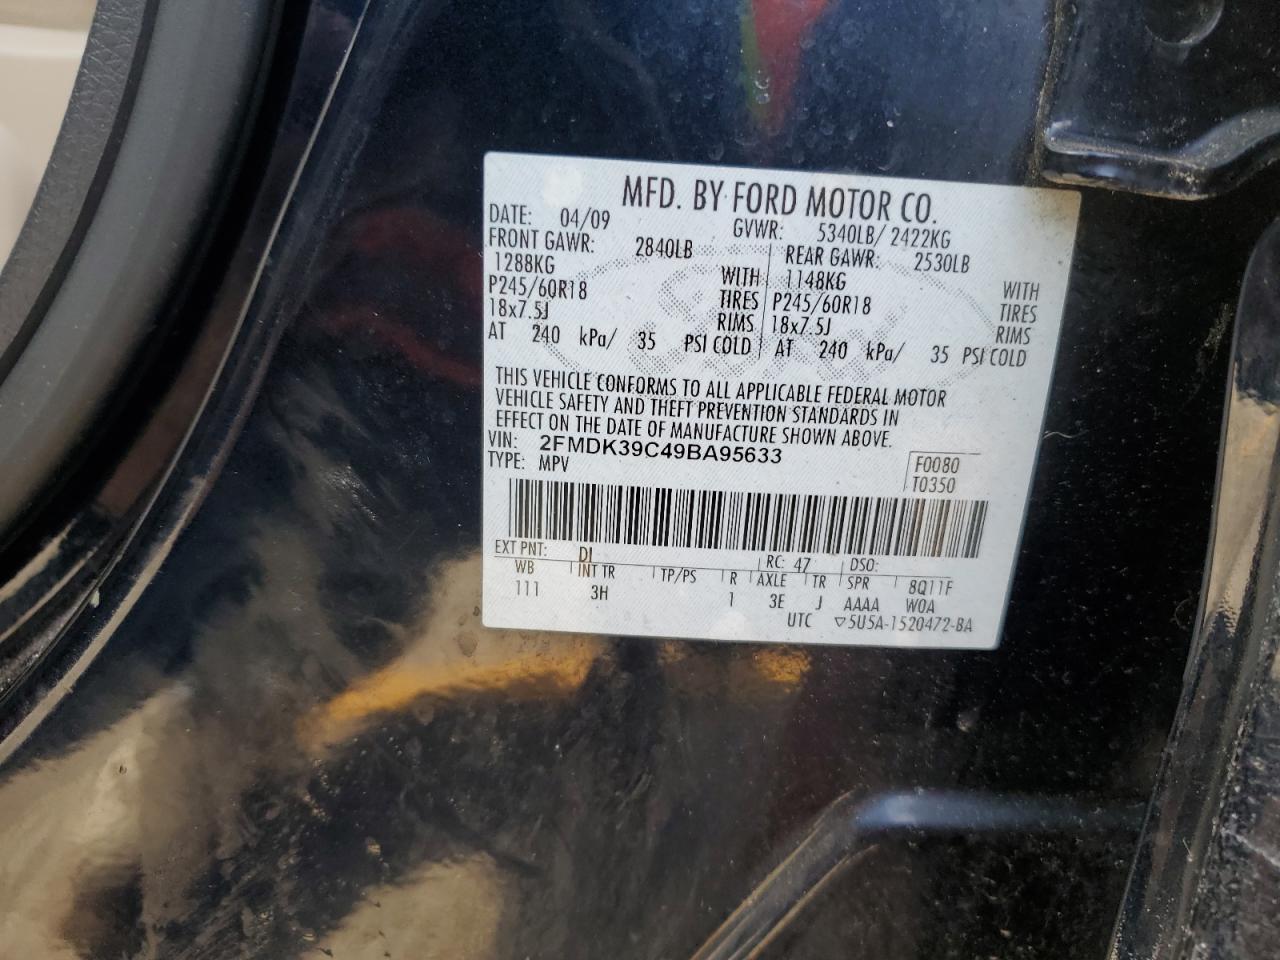 MFD. BY FORD MOTOR CO.
DATE: 04/09 GVWR: 5340LB/ 2422KG
FRONT GAWR: 2840LB REAR GAWR: 2530LB
1288KG WITH 1148KG WITH
P245/60R18 TIRES P245/60R18 TIRES
18x7.5J RIMS 18x7.5J RIMS
AT 240 kPa/ 35 PSI COLD AT 240 kPa/ 35 PSI COLD
THIS VEHICLE CONFORMS TO ALL APPLICABLE FEDERAL MOTOR
VEHICLE SAFETY AND THEFT PREVENTION STANDARDS IN
EFFECT ON THE DATE OF MANUFACTURE SHOWN ABOVE.
VIN: 2FMDK39C49BA95633
TYPE: MPV F0080
T0350
EXT PNT: DI RC: 47 DSO:
WB INT TR TP/PS R AXLE TR SPR 8Q11F
111 3H 1 3E J AAAA W0A
UTC ▽5U5A-1520472-BA